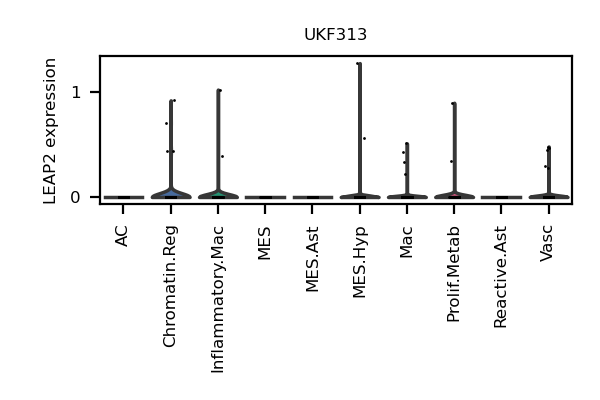 UKF313
LEAP2 expression
1
0
AC
Chromatin.Reg
Inflammatory.Mac
MES
MES.Ast
MES.Hyp
Mac
Prolif.Metab
Reactive.Ast
Vasc